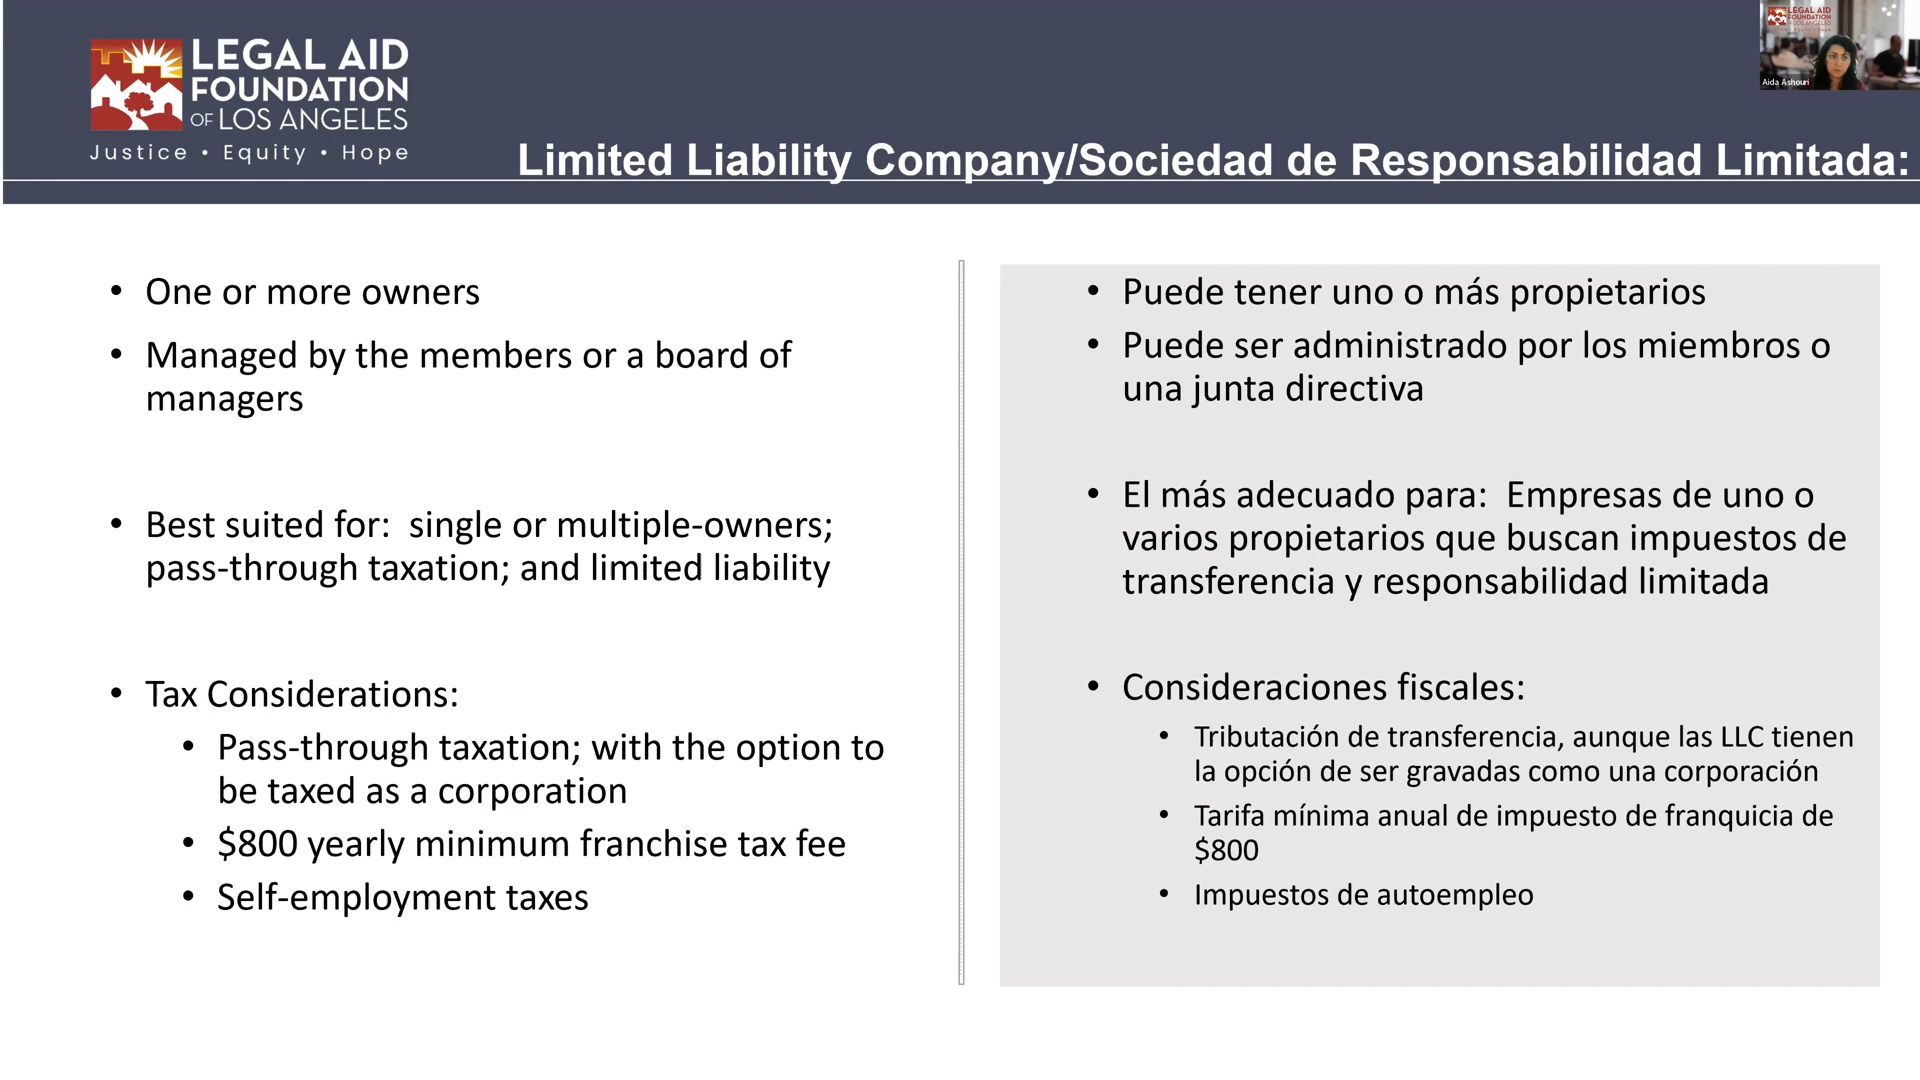 LEGAL AID
FOUNDATION
OF LOS ANGELES
Justice • Equity • Hope
LEGAL AID
FOUNDATION
Aida Ashouri
Limited Liability Company/Sociedad de Responsabilidad Limitada:
• One or more owners
• Managed by the members or a board of
managers
• Best suited for: single or multiple-owners;
pass-through taxation; and limited liability
• Tax Considerations:
• Pass-through taxation; with the option to
be taxed as a corporation
• $800 yearly minimum franchise tax fee
• Self-employment taxes
• Puede tener uno o más propietarios
• Puede ser administrado por los miembros o
una junta directiva
• El más adecuado para: Empresas de uno o
varios propietarios que buscan impuestos de
transferencia y responsabilidad limitada
• Consideraciones fiscales:
• Tributación de transferencia, aunque las LLC tienen
la opción de ser gravadas como una corporación
• Tarifa mínima anual de impuesto de franquicia de
$800
• Impuestos de autoempleo